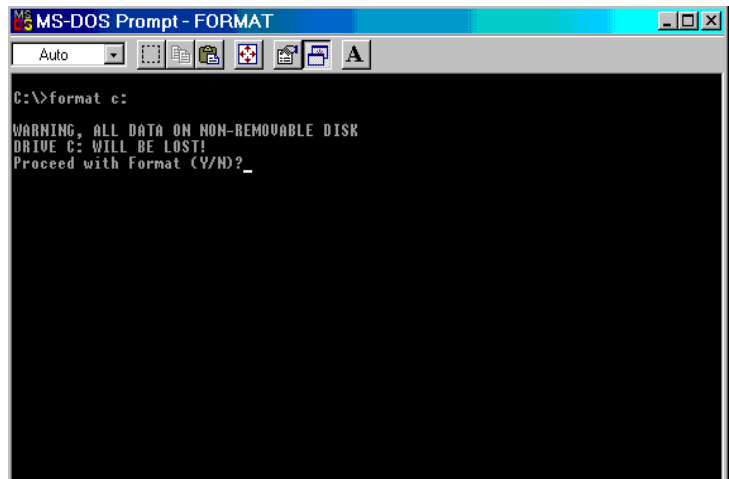 MS-DOS Prompt - FORMAT
Auto
A
C:\>format c:
WARNING, ALL DATA ON NON-REMOVABLE DISK
DRIVE C: WILL BE LOST!
Proceed with Format (Y/N)?_